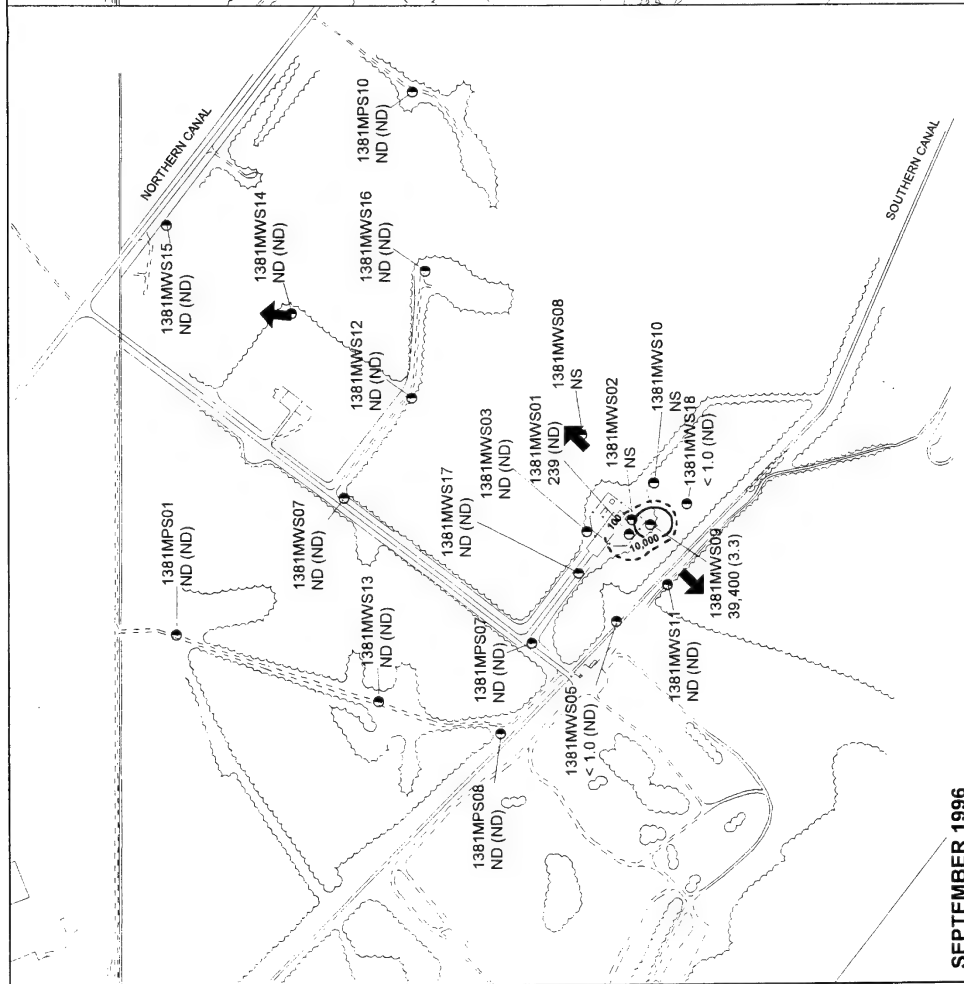 NORTHERN CANAL
1381MWS15
ND (ND)
1381MWS14
ND (ND)
1381MPS10
ND (ND)
1381MWS16
ND (ND)
1381MWS12
ND (ND)
1381MPS01
ND (ND)
1381MWS07
ND (ND)
1381MWS13
ND (ND)
1381MWS17
ND (ND)
1381MWS03
ND (ND)
1381MWS01
239 (ND)
1381MWS08
NS
1381MWS02
NS
1381MWS10
NS
1381MWS18
< 1.0 (ND)
100
10,000
1381MWS09
39,400 (3.3)
1381MWS11
ND (ND)
1381MWS05
< 1.0 (ND)
1381MPS07
ND (ND)
1381MPS08
ND (ND)
SOUTHERN CANAL
SEPTEMBER 1996